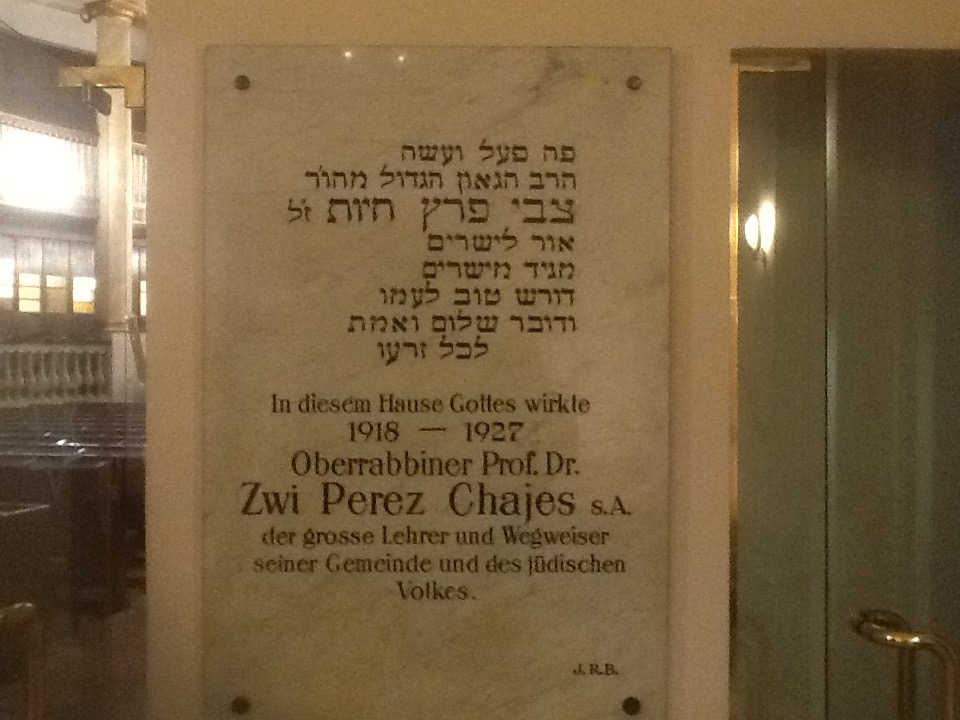 פה פעל ועשה
הרב הגאון הגדול מהו׳ר
צבי פרץ חיות ז׳ל
אור לישרים
מגיד מישרים
דורש טוב לעמו
ודובר שלום ואמת
לכל זרעו
In diesem Hause Gottes wirkte
1918 — 1927
Oberrabbiner Prof. Dr.
Zwi Perez Chajes s.A.
der grosse Lehrer und Wegweiser
seiner Gemeinde und des jüdischen
Volkes.
J.R.B.